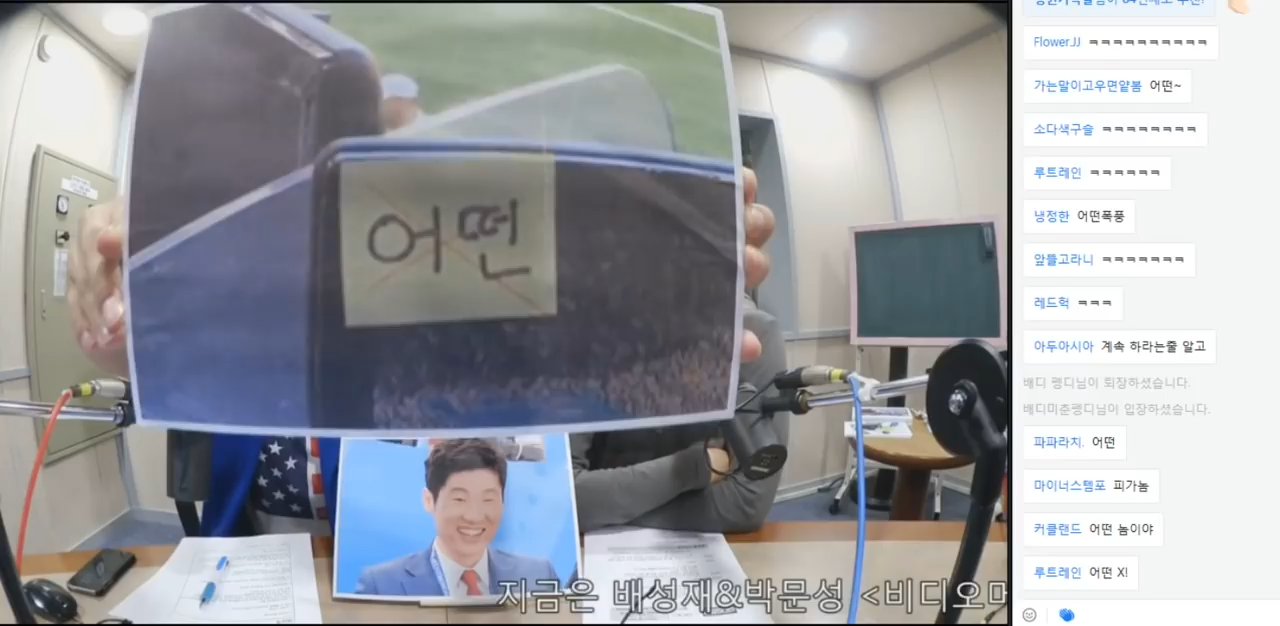 어떤
지금은 배성재&박문성 <비디오머
Flower.JJ ㅋㅋㅋㅋㅋㅋㅋㅋㅋㅋ
가는말이고우면얕봄 어떤~
소다색구슬 ㅋㅋㅋㅋㅋㅋㅋㅋ
루트레인 ㅋㅋㅋㅋㅋㅋ
냉정한 어떤폭풍
앞뜰고라니 ㅋㅋㅋㅋㅋㅋㅋ
레드헉 ㅋㅋㅋ
아두아시아 계속 하라는줄 알고
배디 팽디님이 퇴장하셨습니다.
배디미춘팽디님이 입장하셨습니다.
파파라치. 어떤
마이너스템포 피가놈
커클랜드 어떤 놈이야
루트레인 어떤 X!